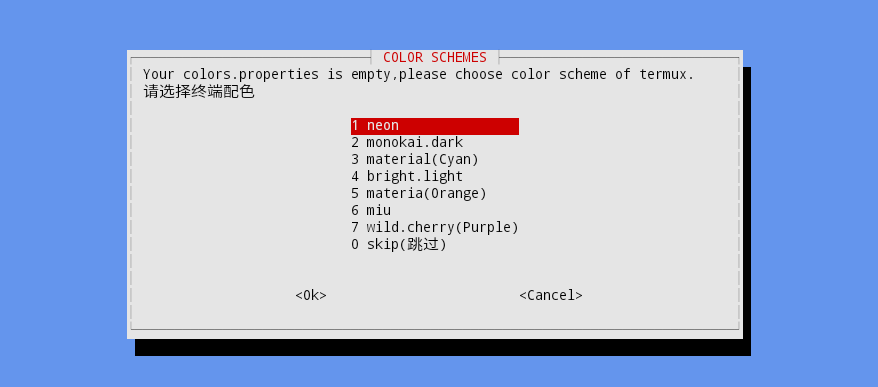 COLOR SCHEMES
Your colors.properties is empty,please choose color scheme of termux.
请选择终端配色
1 neon
2 monokai.dark
3 material(Cyan)
4 bright.light
5 materia(Orange)
6 miu
7 wild.cherry(Purple)
0 skip(跳过)
<Ok> <Cancel>